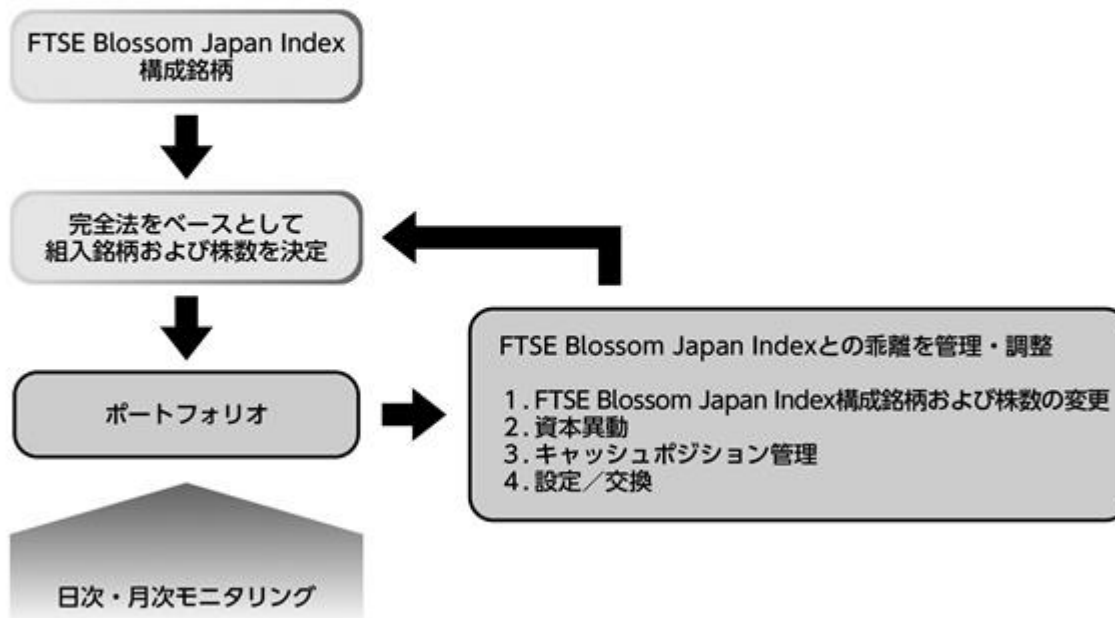 FTSE Blossom Japan Index
構成銘柄
完全法をベースとして
組入銘柄および株数を決定
ポートフォリオ
FTSE Blossom Japan Indexとの乖離を管理・調整
1.FTSE Blossom Japan Index構成銘柄および株数の変更
2.資本異動
3.キャッシュポジション管理
4.設定／交換
日次・月次モニタリング